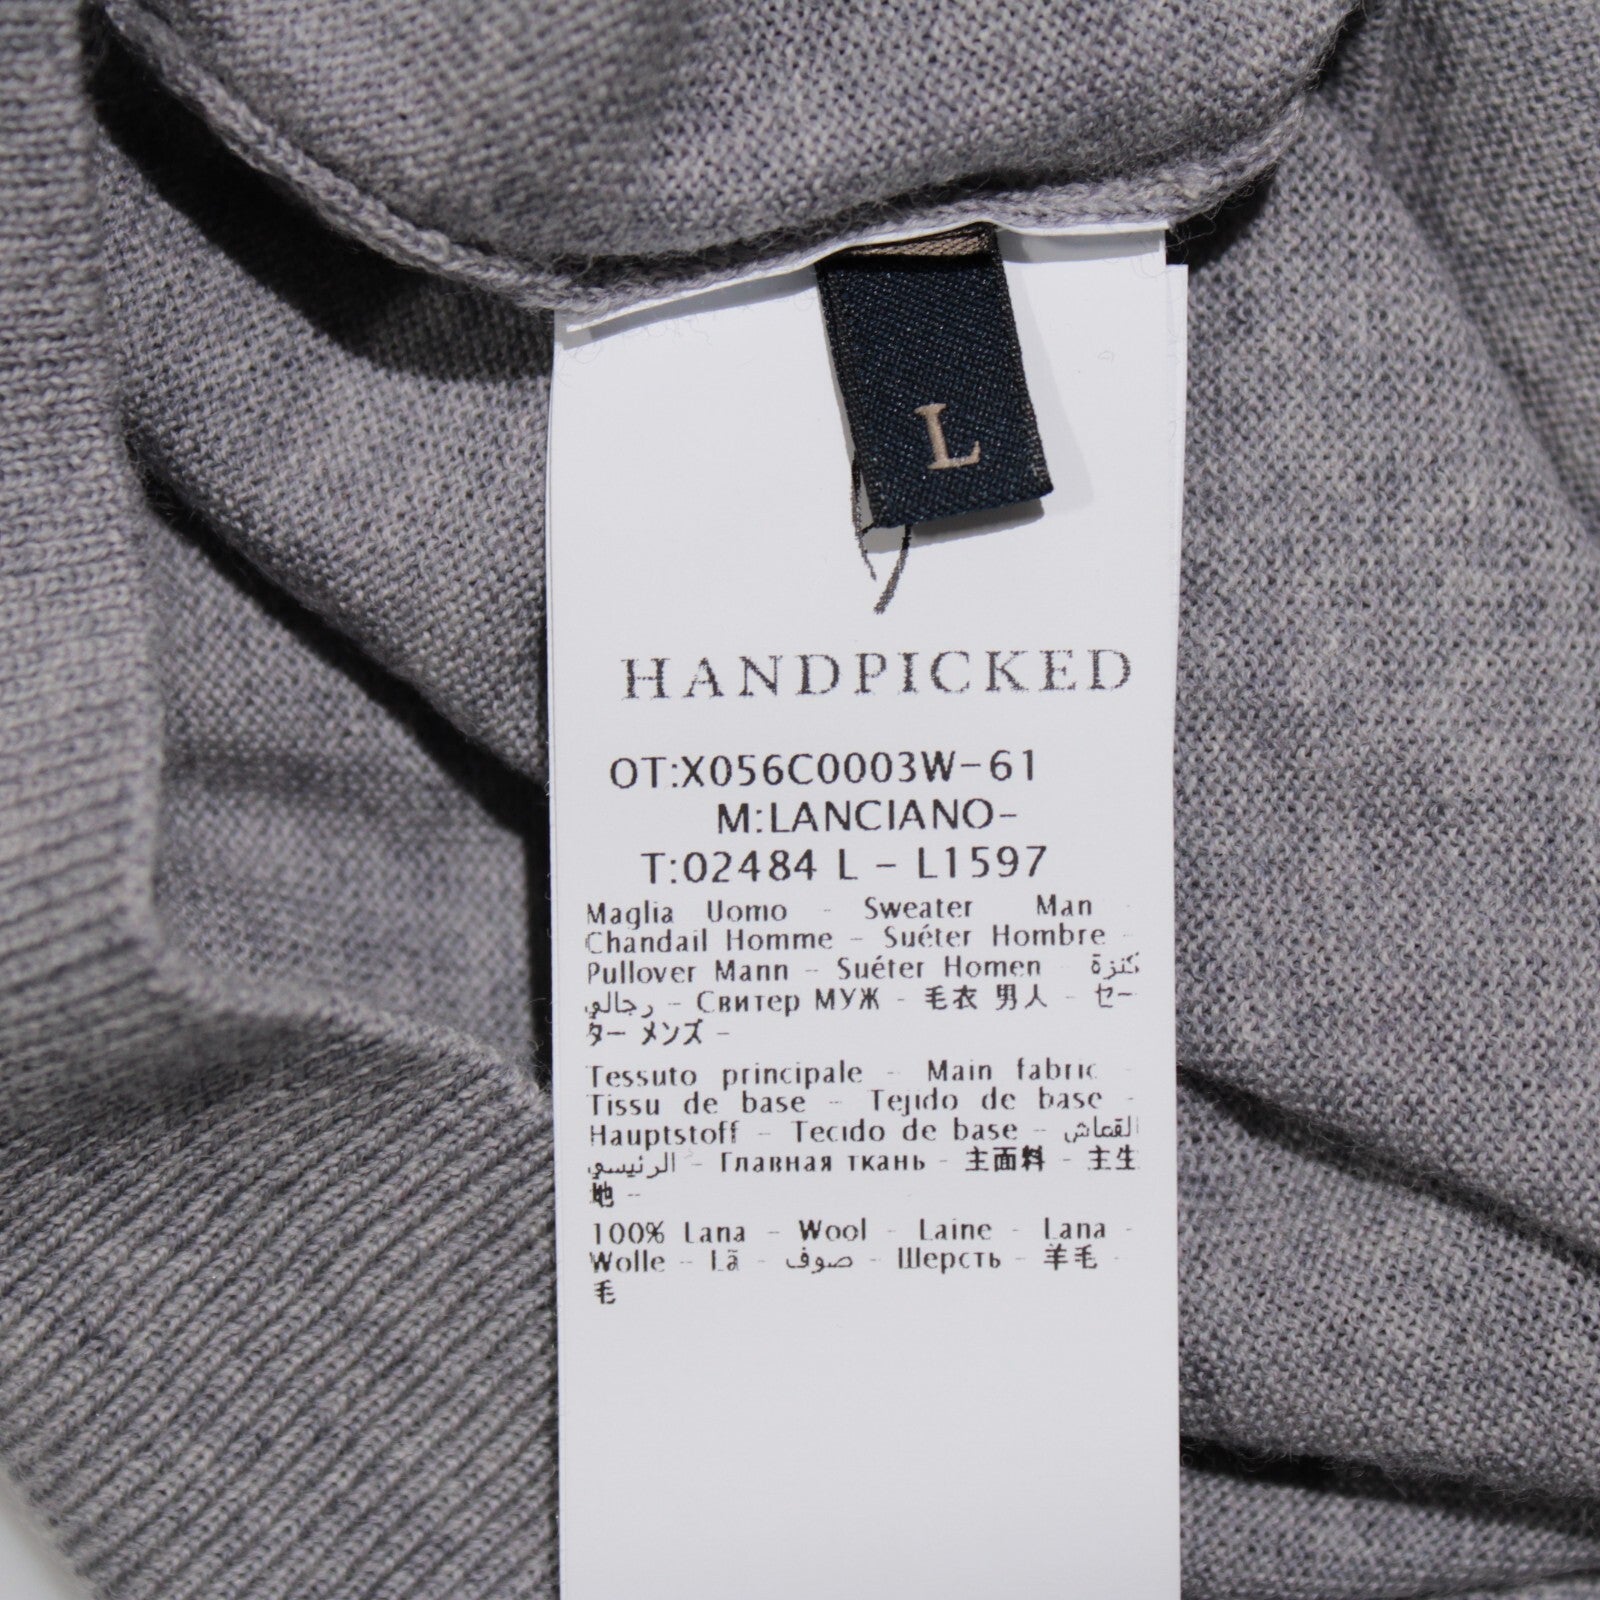 L
HANDPICKED
OT:X056C0003W-61
M:LANCIANO-
T:02484 L - L1597
Maglia Uomo - Sweater Man -
Chandail Homme - Suéter Hombre -
Pullover Mann - Suéter Homen - كنزة
رجالي - Свитер МУЖ - 毛衣 男人 - セー
ター メンズ -
Tessuto principale - Main fabric -
Tissu de base - Tejido de base -
Hauptstoff - Tecido de base - القماش
الرئيسي - Главная ткань - 主面料 - 主生
地 --
100% Lana - Wool - Laine - Lana -
Wolle - Lã - صوف - Шерсть - 羊毛 -
毛